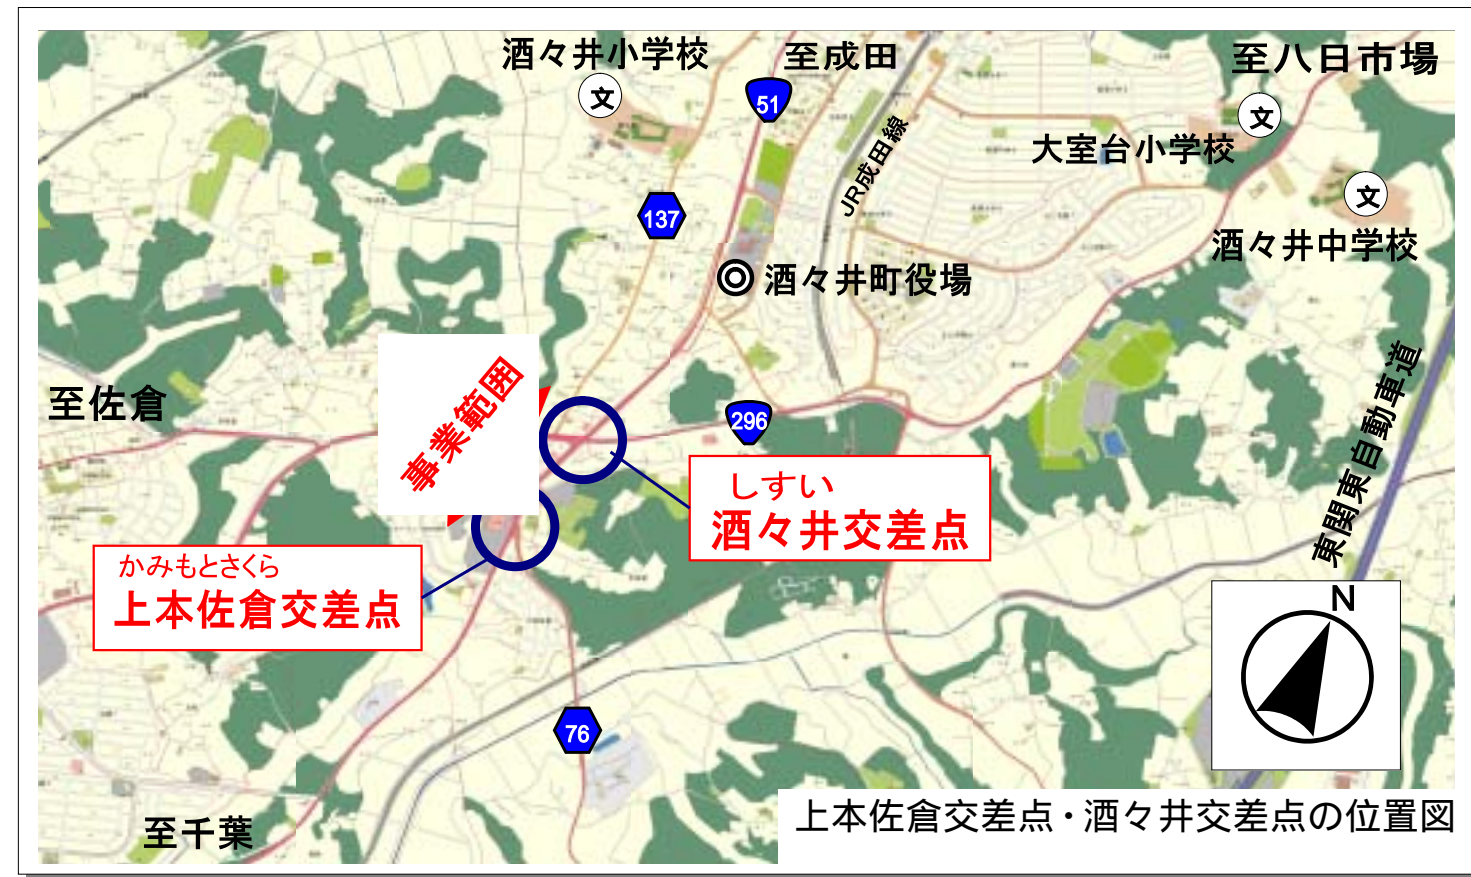 酒々井小学校
至成田
至八日市場
文
51
文
大室台小学校
JR成田線
文
137
酒々井中学校
酒々井町役場
事業範囲
至佐倉
296
東関東自動車道
しすい
酒々井交差点
かみもとさくら
上本佐倉交差点
N
76
至千葉
上本佐倉交差点・酒々井交差点の位置図